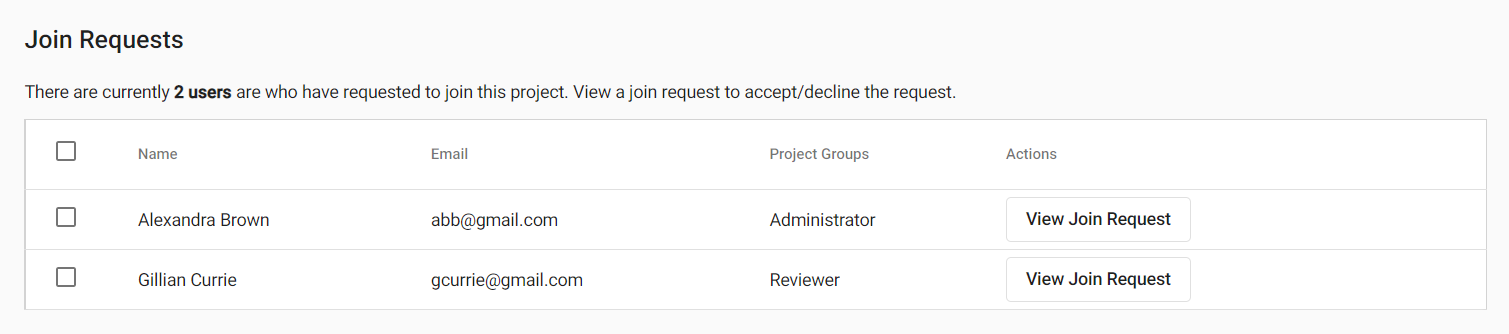 Join Requests
There are currently 2 users are who have requested to join this project. View a join request to accept/decline the request.
Name Email Project Groups Actions
Alexandra Brown abb@gmail.com Administrator View Join Request
Gillian Currie gcurrie@gmail.com Reviewer View Join Request